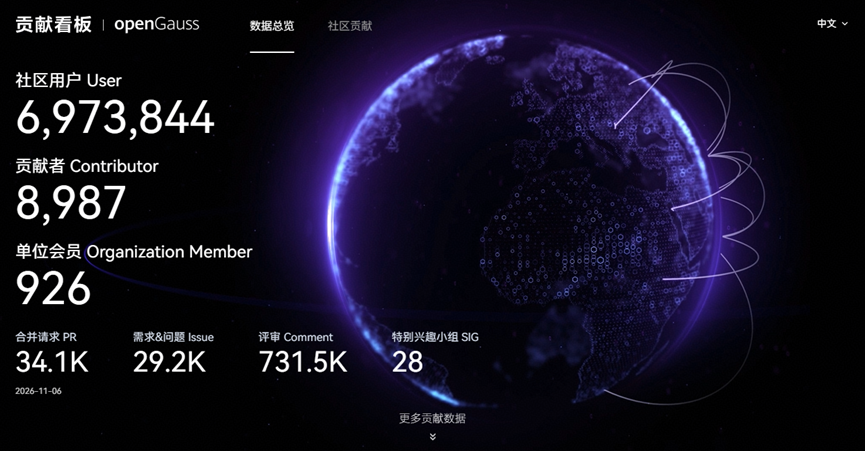 贡献看板 | openGauss 数据总览 社区贡献 中文
社区用户 User
6,973,844
贡献者 Contributor
8,987
单位会员 Organization Member
926
合并请求 PR 需求&问题 Issue 评审 Comment 特别兴趣小组 SIG
34.1K 29.2K 731.5K 28
2026-11-06
更多贡献数据